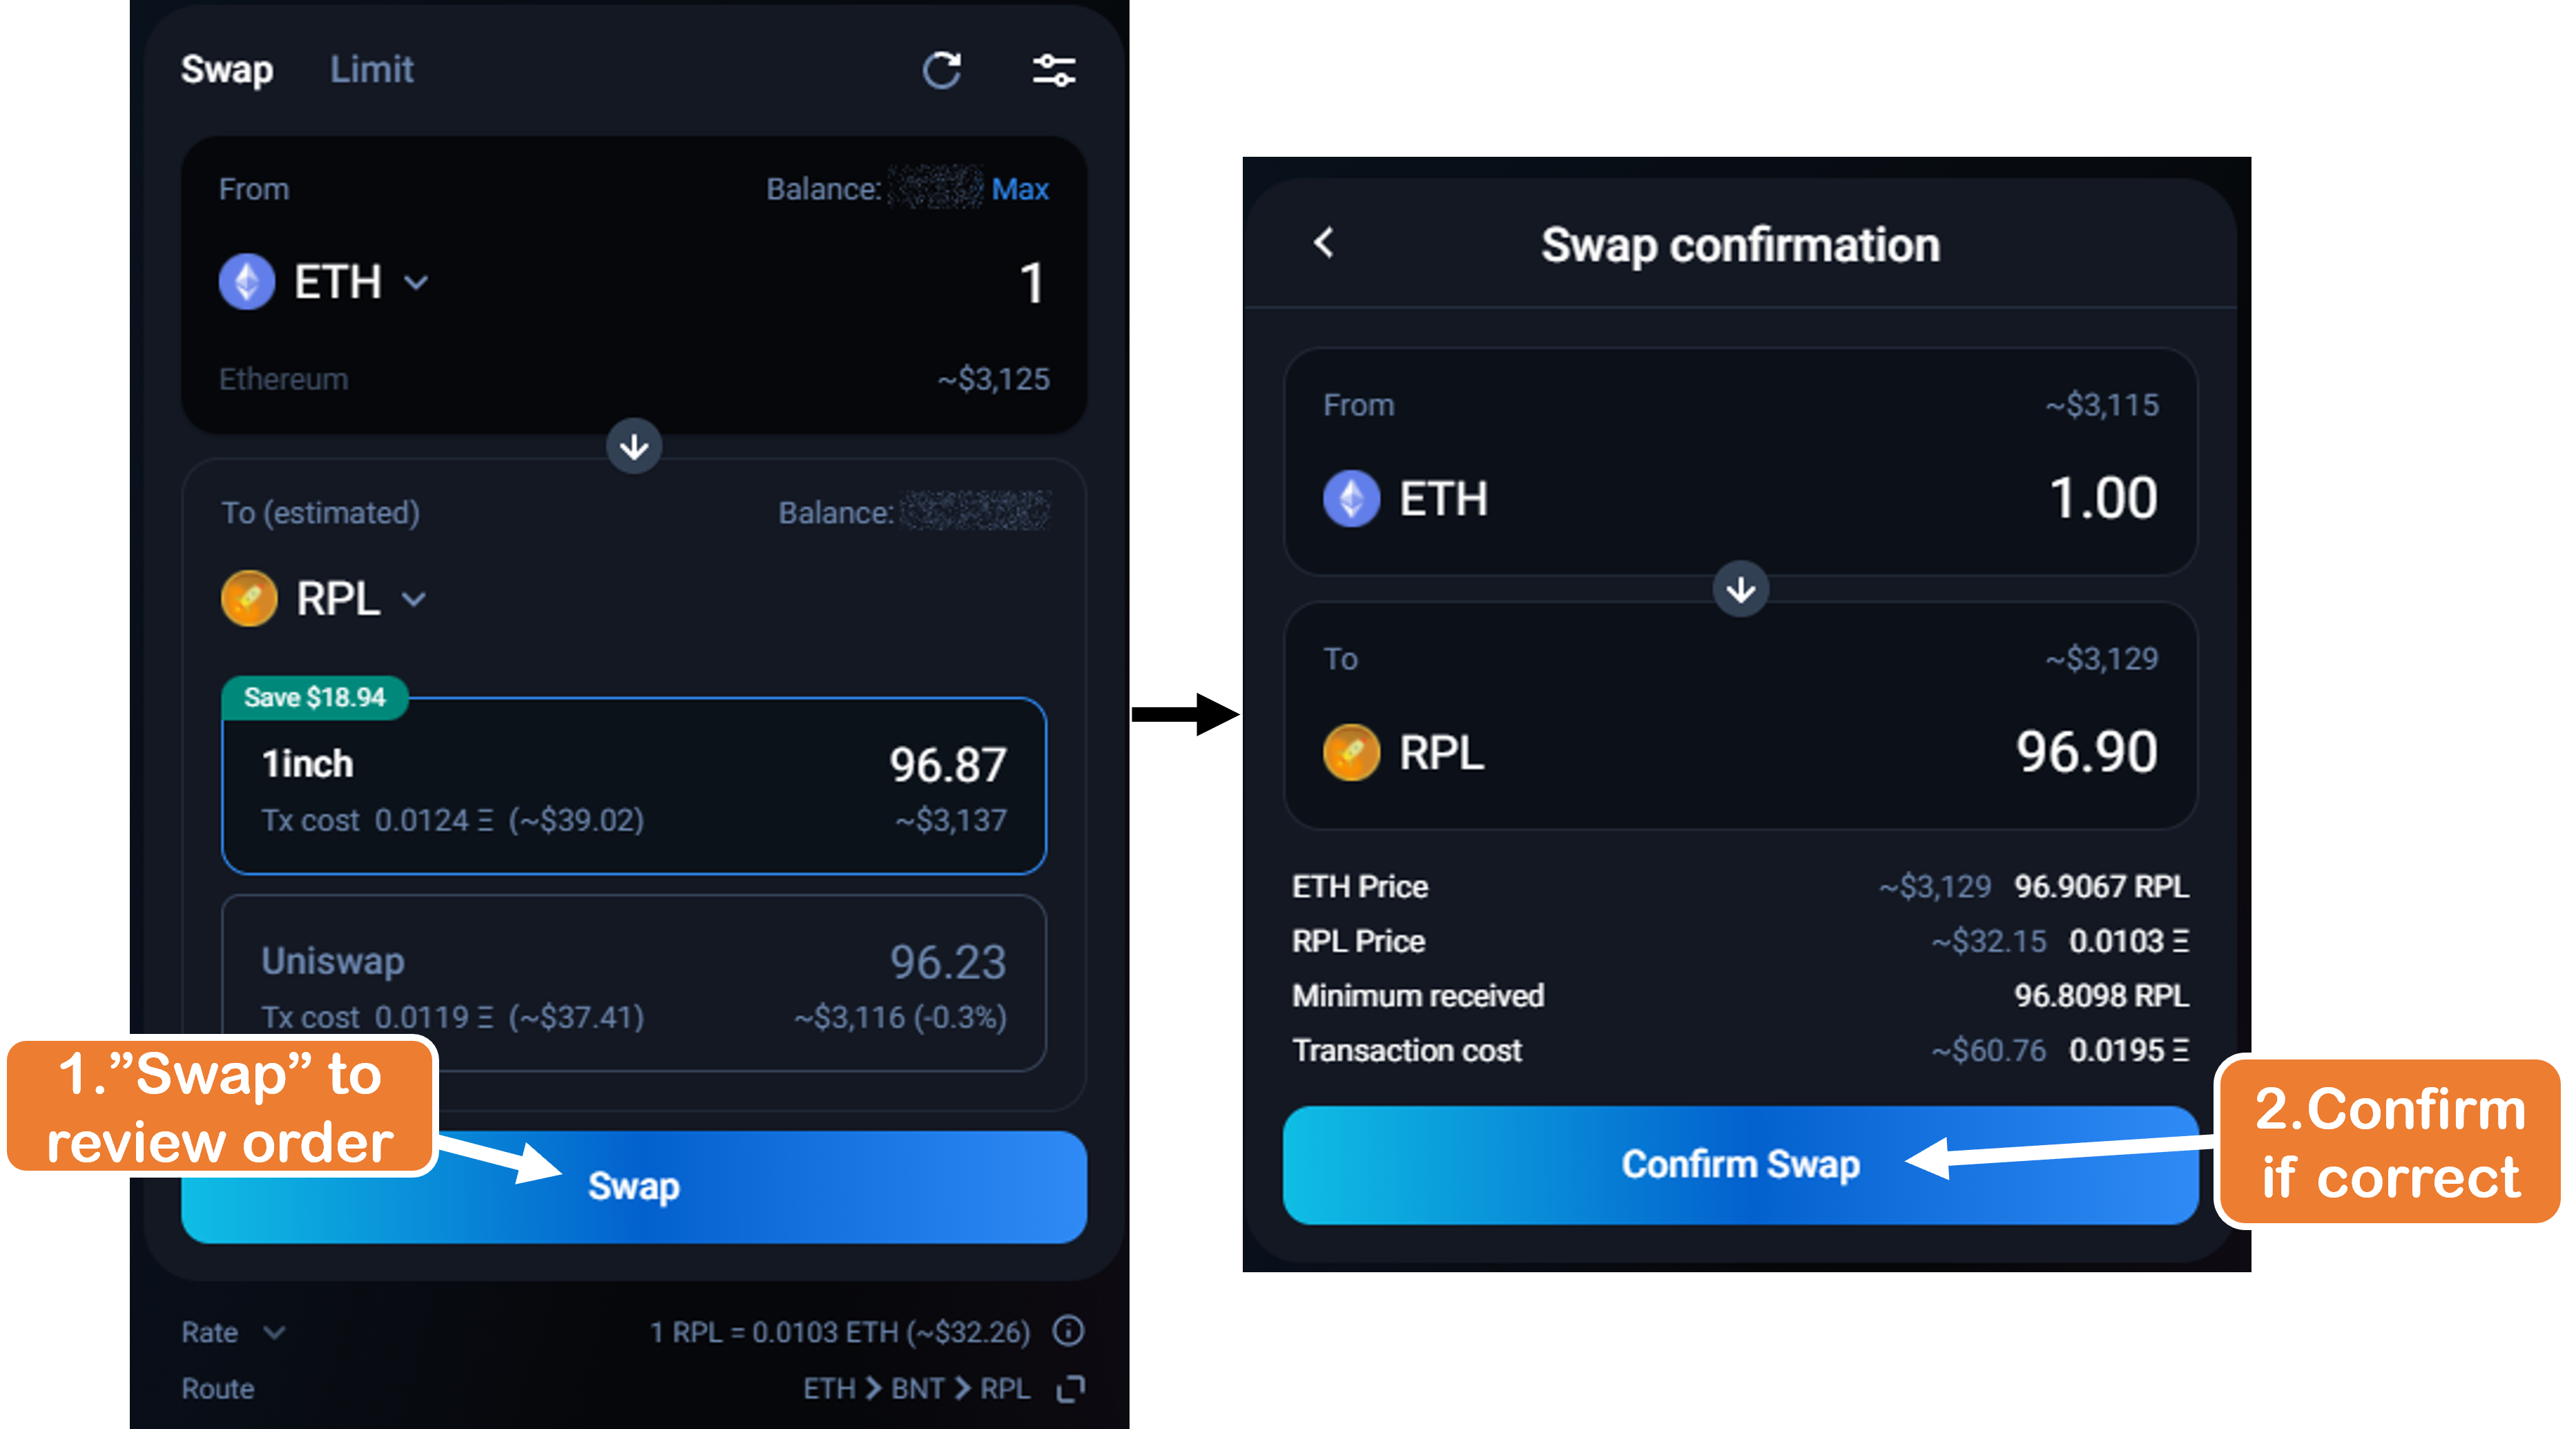 Swap Limit
From Balance: Max
ETH 1
Ethereum ~$3,125
To (estimated) Balance:
RPL
Save $18.94
1inch 96.87
Tx cost 0.0124 Ξ (~$39.02) ~$3,137
Uniswap 96.23
Tx cost 0.0119 Ξ (~$37.41) ~$3,116 (-0.3%)
1.”Swap” to
review order
Swap
Rate 1 RPL = 0.0103 ETH (~$32.26)
Route ETH > BNT > RPL
Swap confirmation
From ~$3,115
ETH 1.00
To ~$3,129
RPL 96.90
ETH Price ~$3,129 96.9067 RPL
RPL Price ~$32.15 0.0103 Ξ
Minimum received 96.8098 RPL
Transaction cost ~$60.76 0.0195 Ξ
Confirm Swap
2.Confirm
if correct